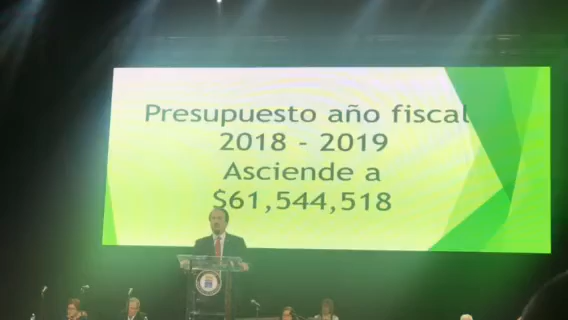 Presupuesto año fiscal
2018 - 2019
Asciende a
$61,544,518